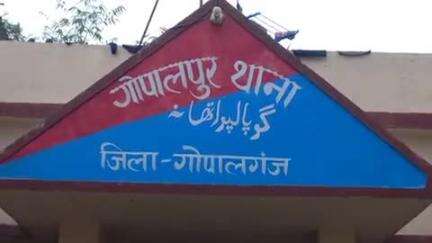 गोपालपुर थाना
گوپالپور تھانہ
जिला-गोपालगंज